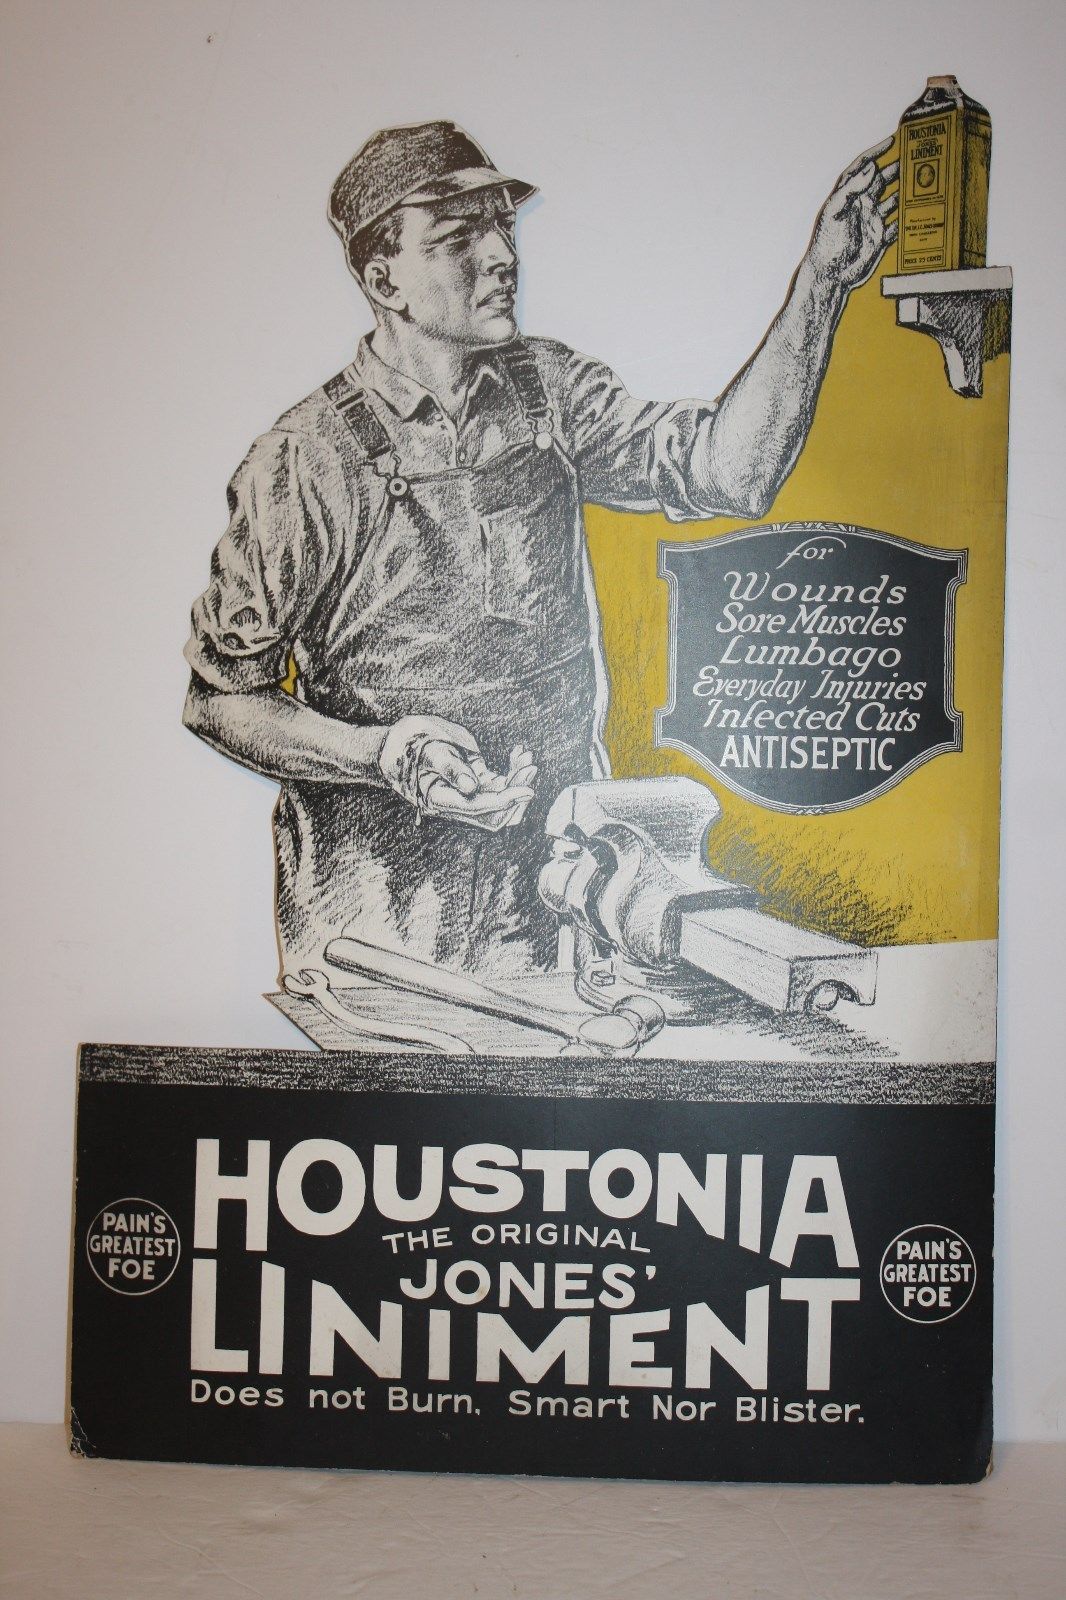 HOUSTONIA
JONES'
LINIMENT
PRICE 25 CENTS
for
Wounds
Sore Muscles
Lumbago
Everyday Injuries
Infected Cuts
ANTISEPTIC
HOUSTONIA
THE ORIGINAL
JONES'
LINIMENT
Does not Burn, Smart Nor Blister.
PAIN'S
GREATEST
FOE
PAIN'S
GREATEST
FOE